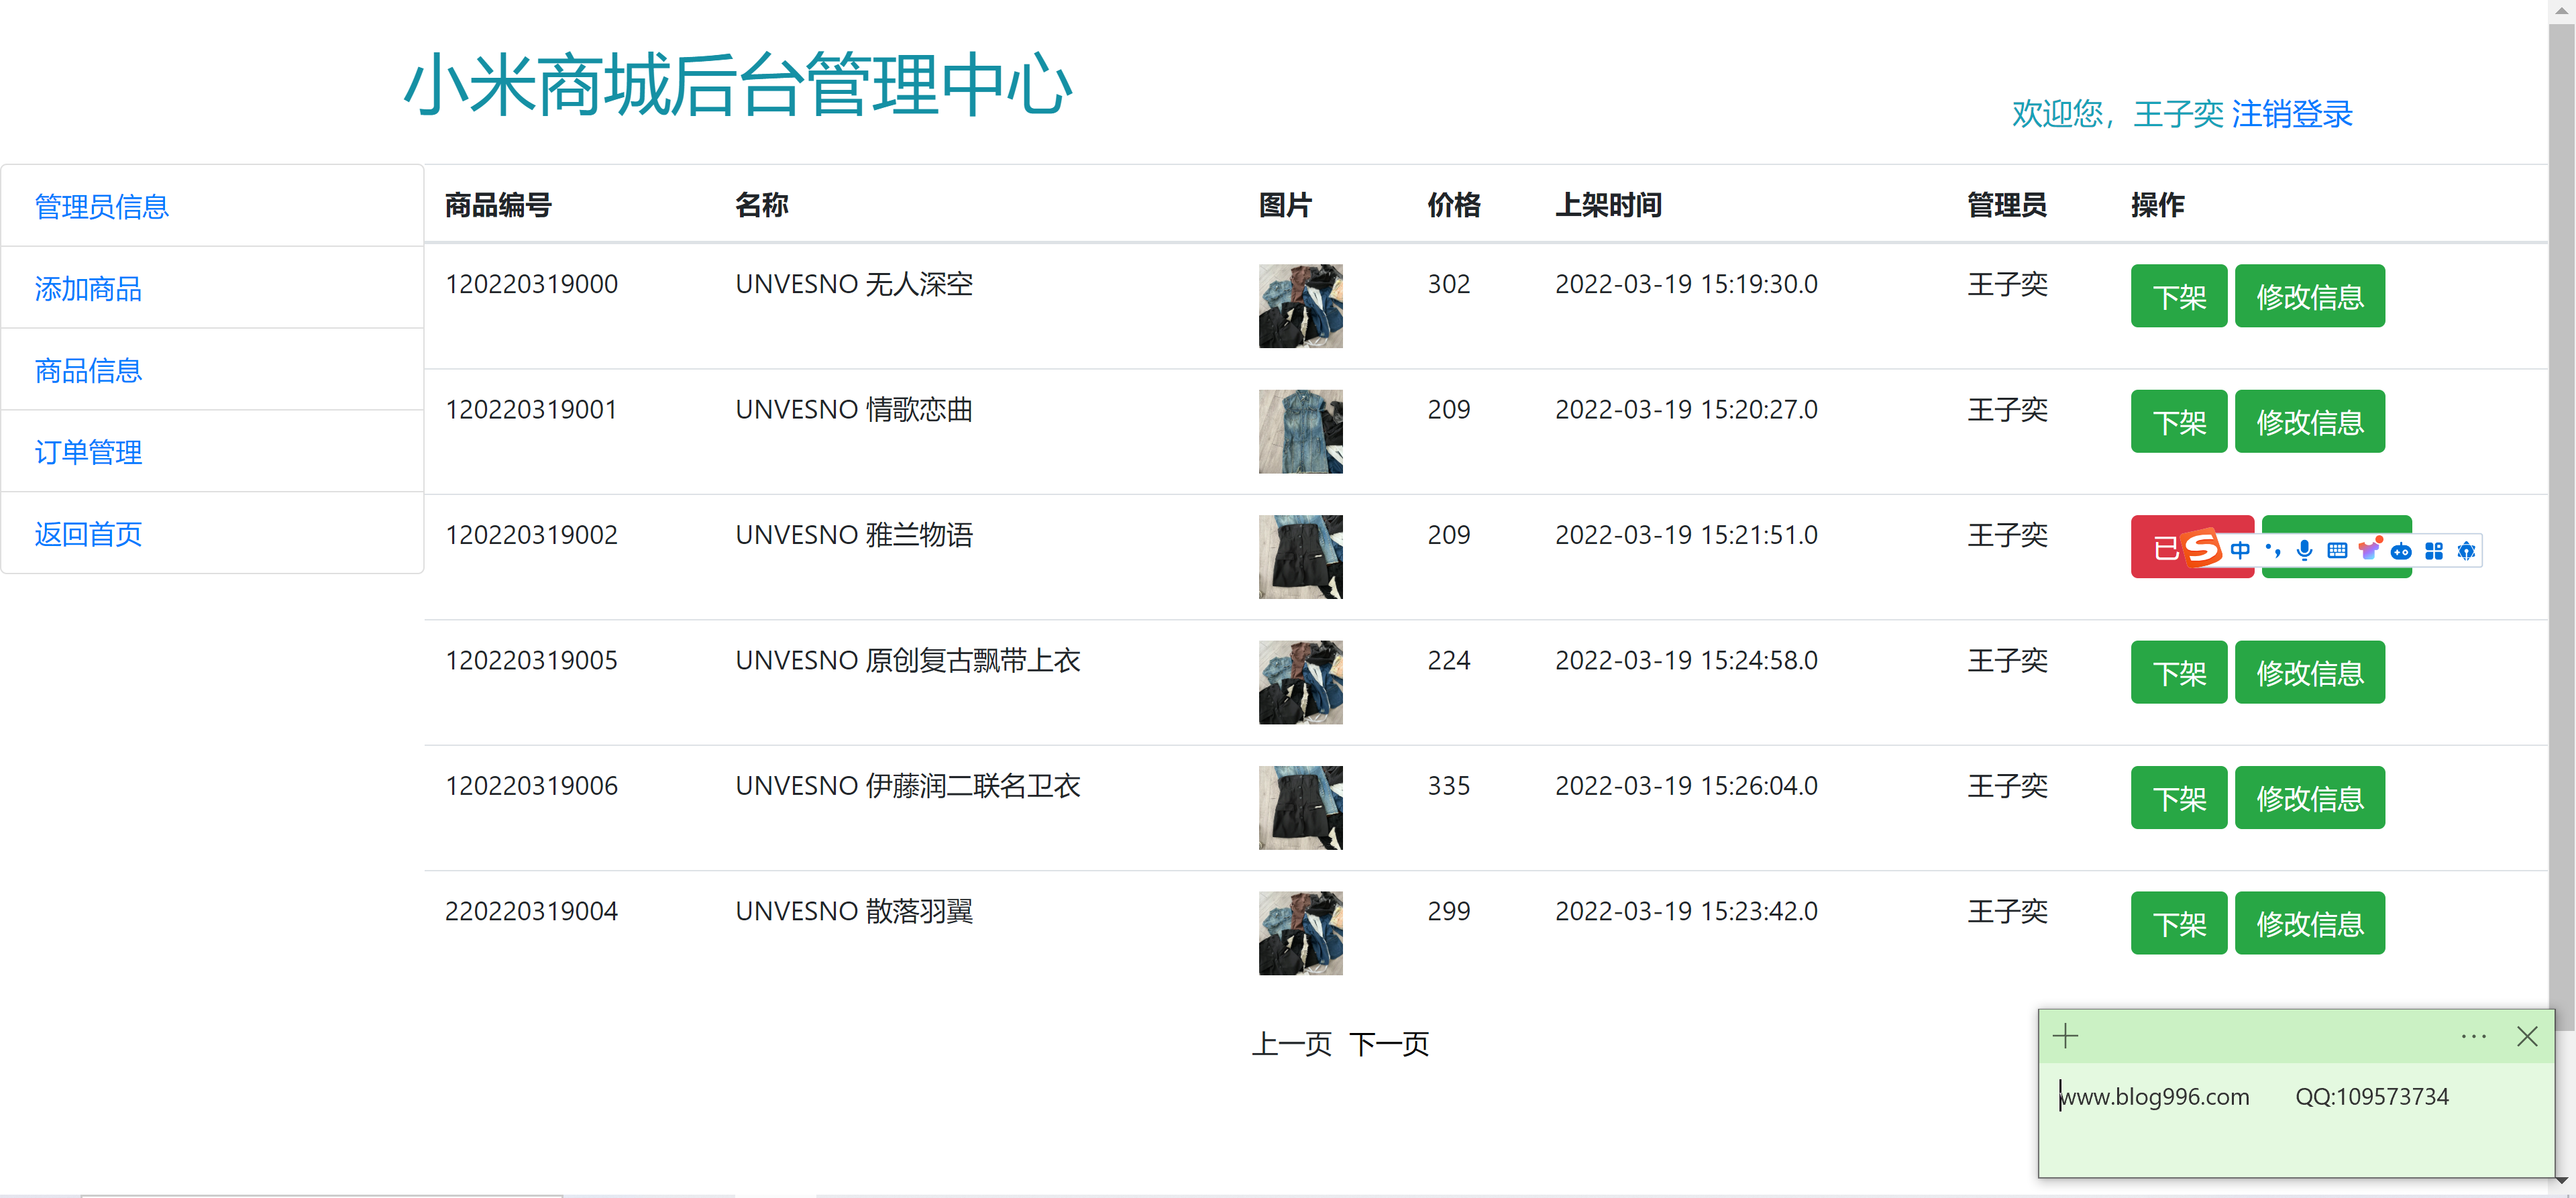 小米商城后台管理中心
欢迎您，王子奕 注销登录
管理员信息
添加商品
商品信息
订单管理
返回首页
商品编号 名称 图片 价格 上架时间 管理员 操作
120220319000 UNVESNO 无人深空 302 2022-03-19 15:19:30.0 王子奕 下架 修改信息
120220319001 UNVESNO 情歌恋曲 209 2022-03-19 15:20:27.0 王子奕 下架 修改信息
120220319002 UNVESNO 雅兰物语 209 2022-03-19 15:21:51.0 王子奕 已 S 中
120220319005 UNVESNO 原创复古飘带上衣 224 2022-03-19 15:24:58.0 王子奕 下架 修改信息
120220319006 UNVESNO 伊藤润二联名卫衣 335 2022-03-19 15:26:04.0 王子奕 下架 修改信息
220220319004 UNVESNO 散落羽翼 299 2022-03-19 15:23:42.0 王子奕 下架 修改信息
上一页 下一页
www.blog996.com QQ:109573734